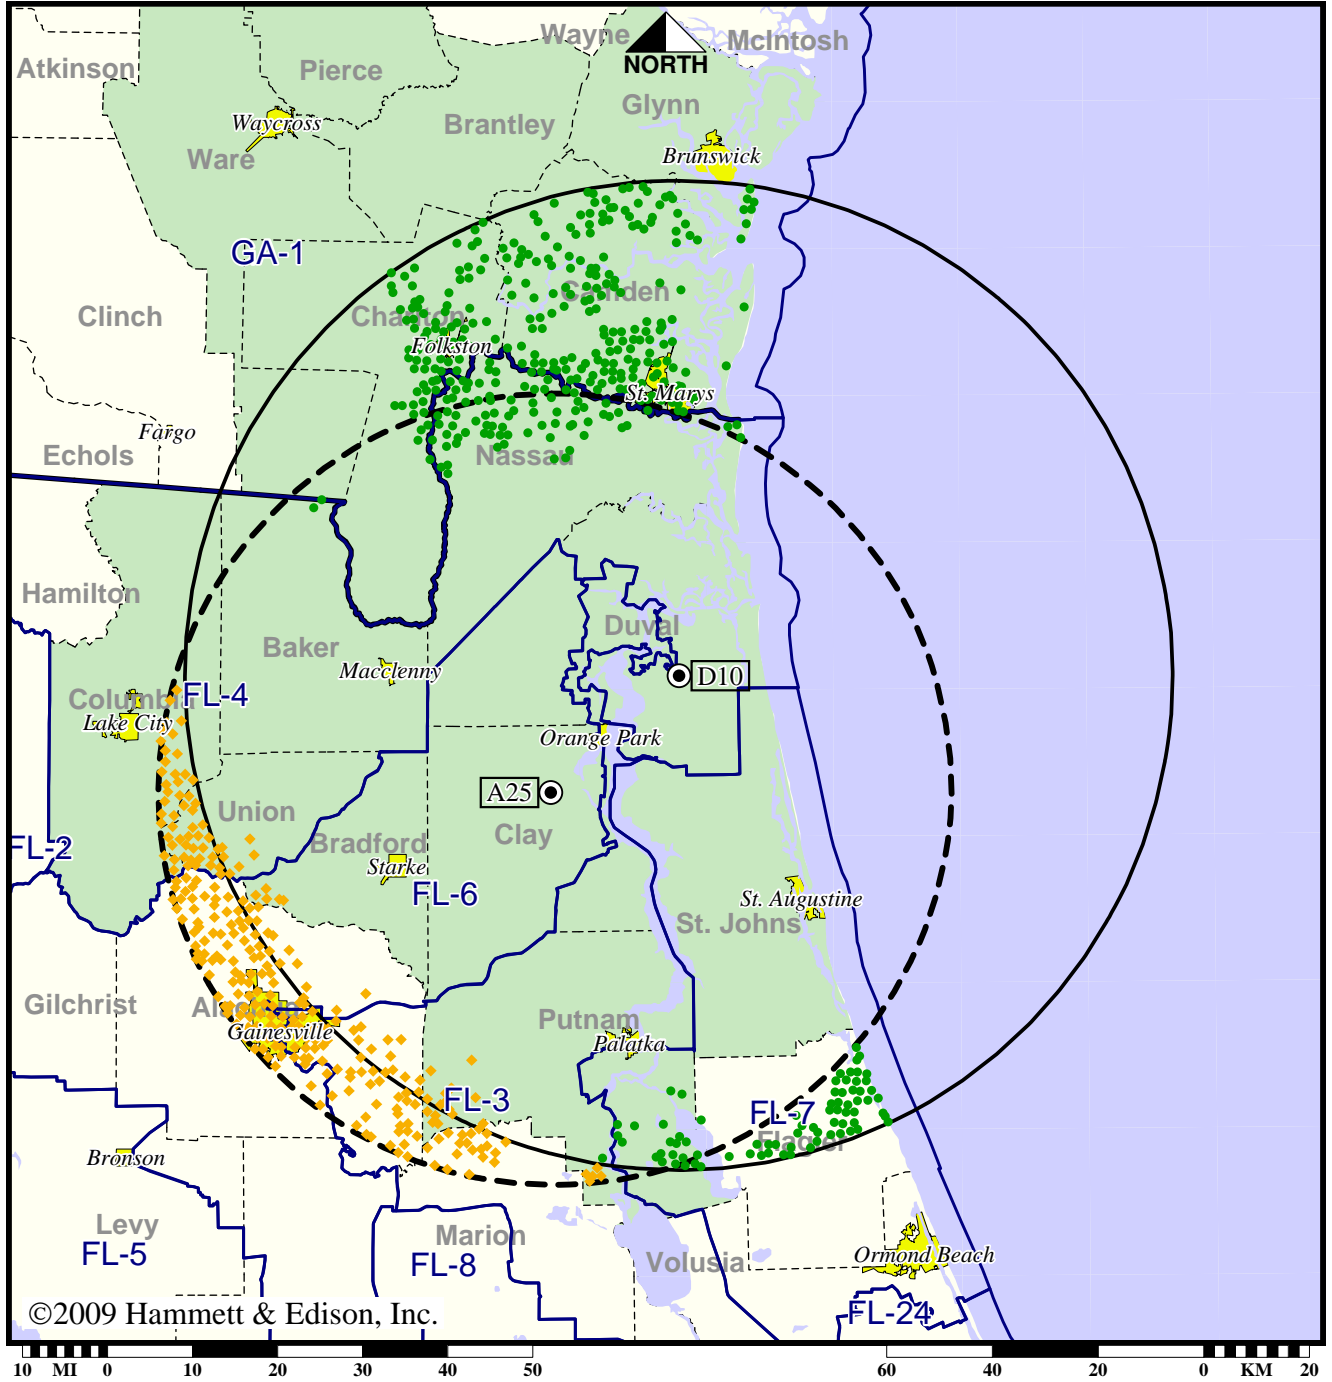 Wayne
McIntosh
Atkinson
Pierce
NORTH
Glynn
Waycross
Brantley
Ware
Brunswick
GA-1
Camden
Clinch
Charlton
Folkston
St. Marys
Fargo
Echols
Nassau
Hamilton
Duval
Baker
Macclenny
D10
Columbia
FL-4
Lake City
Orange Park
A25
Union
Clay
FL-2
Bradford
Starke
FL-6
St. Augustine
St. Johns
Gilchrist
Alachua
Putnam
Gainesville
Palatka
FL-3
FL-7
Flagler
Bronson
Levy
Marion
FL-5
FL-8
Volusia
Ormond Beach
FL-24
©2009 Hammett & Edison, Inc.
10 MI 0 10 20 30 40 50 60 40 20 0 KM 20